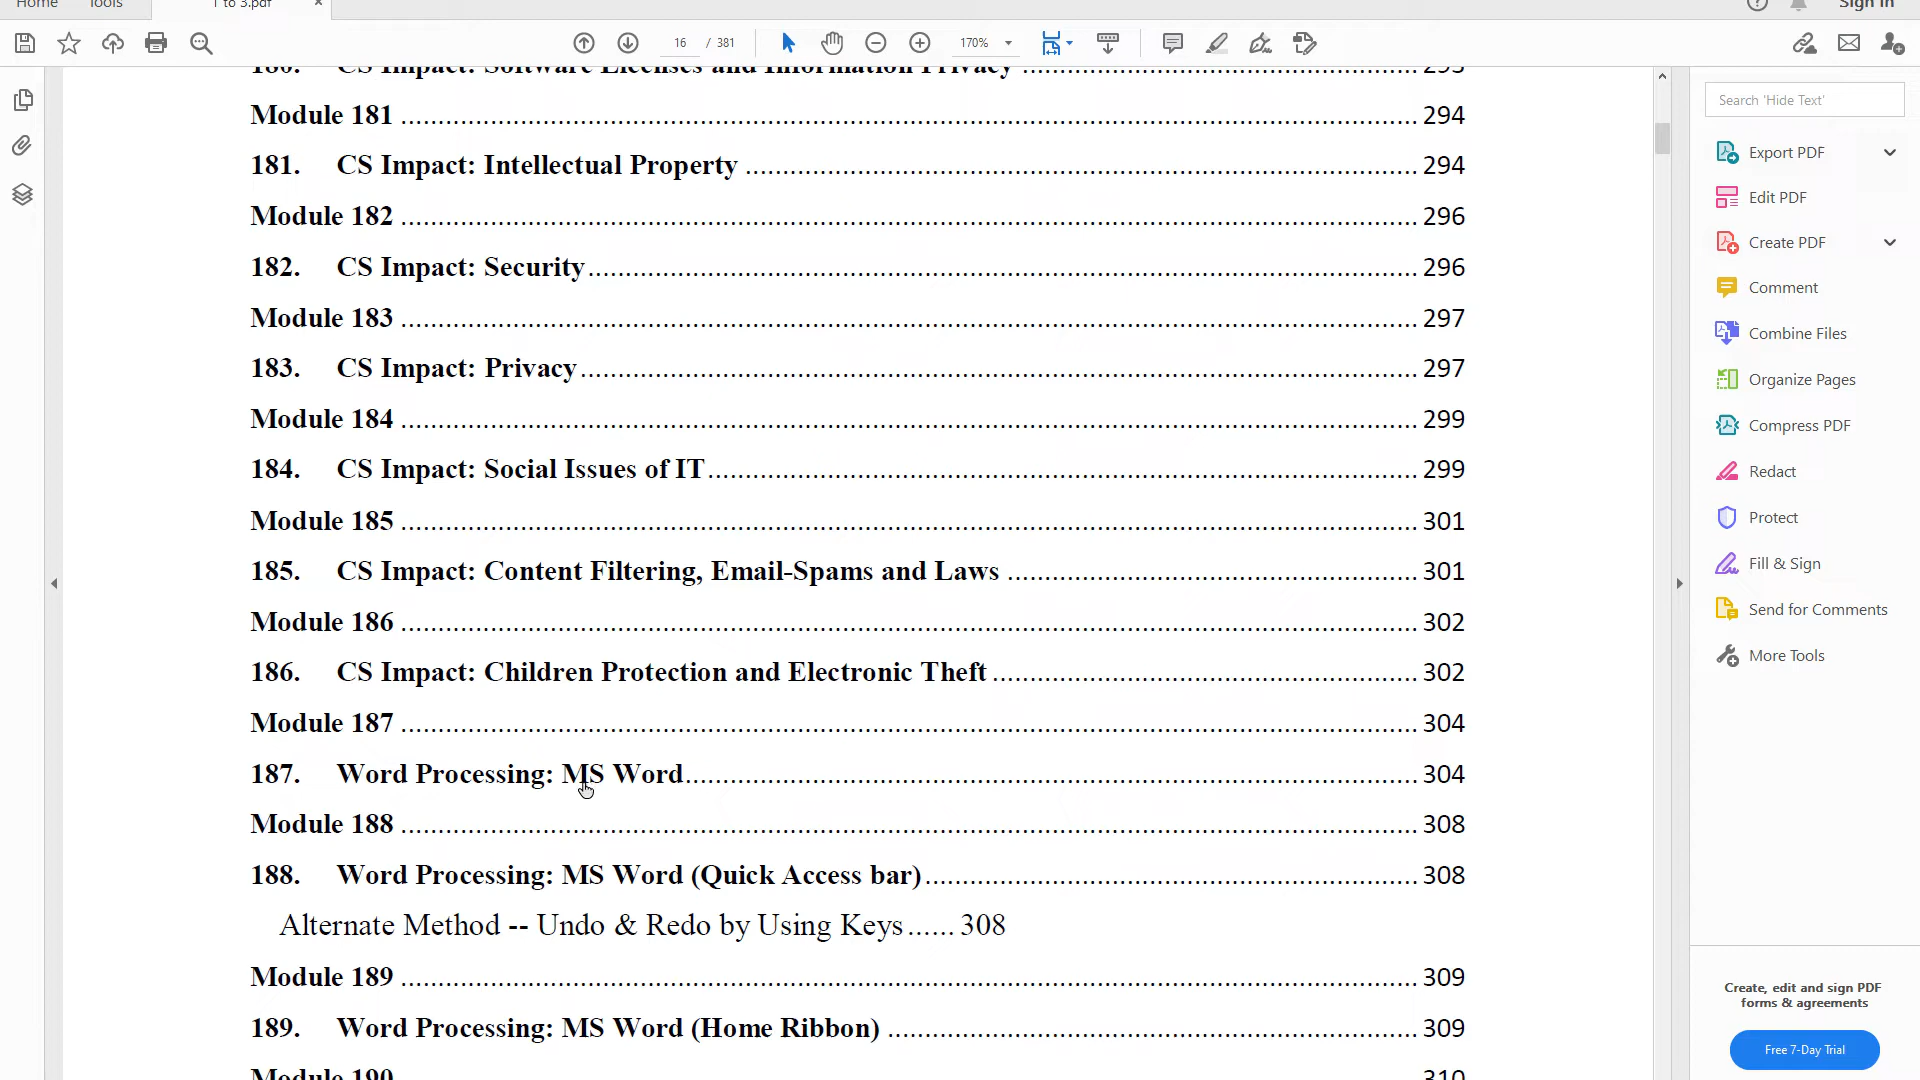 Home Tools 1 to 3.pdf × Sign In
16 / 381 170%
180. CS Impact: Software Licenses and Information Privacy 293
Module 181 294
181. CS Impact: Intellectual Property 294
Module 182 296
182. CS Impact: Security 296
Module 183 297
183. CS Impact: Privacy 297
Module 184 299
184. CS Impact: Social Issues of IT 299
Module 185 301
185. CS Impact: Content Filtering, Email-Spams and Laws 301
Module 186 302
186. CS Impact: Children Protection and Electronic Theft 302
Module 187 304
187. Word Processing: MS Word 304
Module 188 308
188. Word Processing: MS Word (Quick Access bar) 308
Alternate Method -- Undo & Redo by Using Keys ...... 308
Module 189 309
189. Word Processing: MS Word (Home Ribbon) 309
Module 190 310
Search 'Hide Text'
Export PDF
Edit PDF
Create PDF
Comment
Combine Files
Organize Pages
Compress PDF
Redact
Protect
Fill & Sign
Send for Comments
More Tools
Create, edit and sign PDF
forms & agreements
Free 7-Day Trial